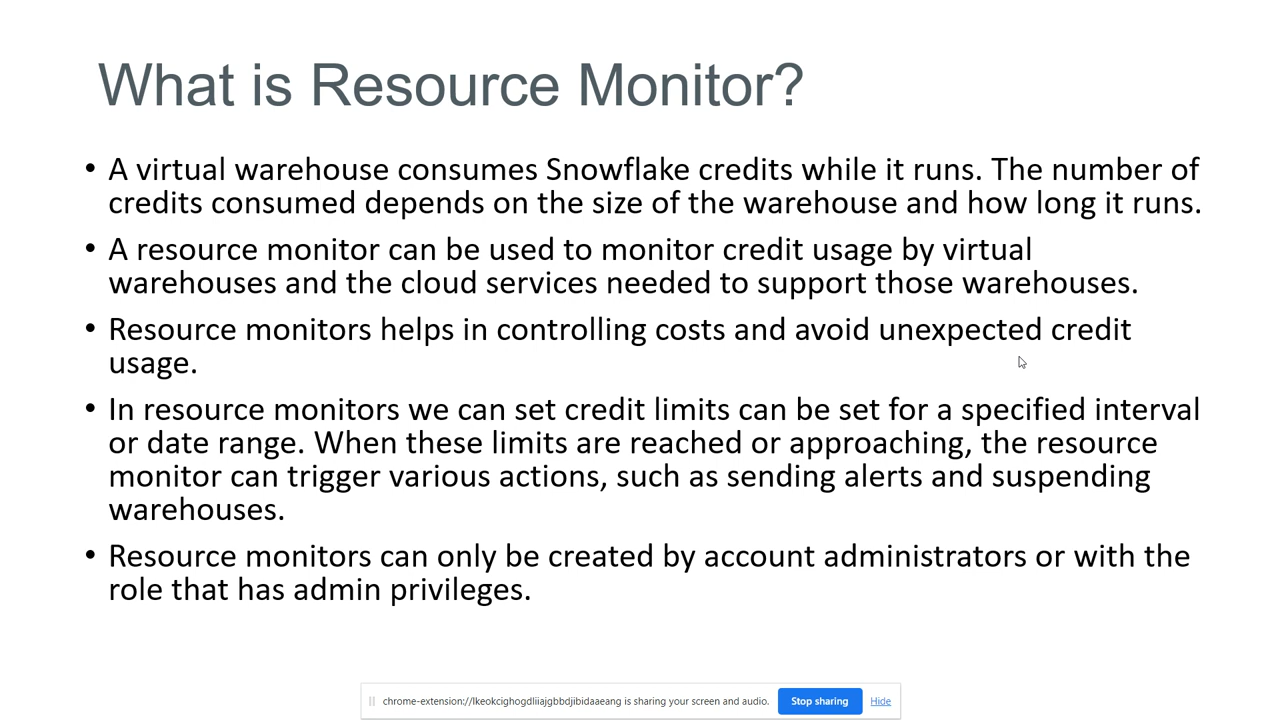 What is Resource Monitor?
• A virtual warehouse consumes Snowflake credits while it runs. The number of
credits consumed depends on the size of the warehouse and how long it runs.
• A resource monitor can be used to monitor credit usage by virtual
warehouses and the cloud services needed to support those warehouses.
• Resource monitors helps in controlling costs and avoid unexpected credit
usage.
• In resource monitors we can set credit limits can be set for a specified interval
or date range. When these limits are reached or approaching, the resource
monitor can trigger various actions, such as sending alerts and suspending
warehouses.
• Resource monitors can only be created by account administrators or with the
role that has admin privileges.
chrome-extension://lkeokcighogdliiajgbbdjibidaaeang is sharing your screen and audio. Stop sharing Hide